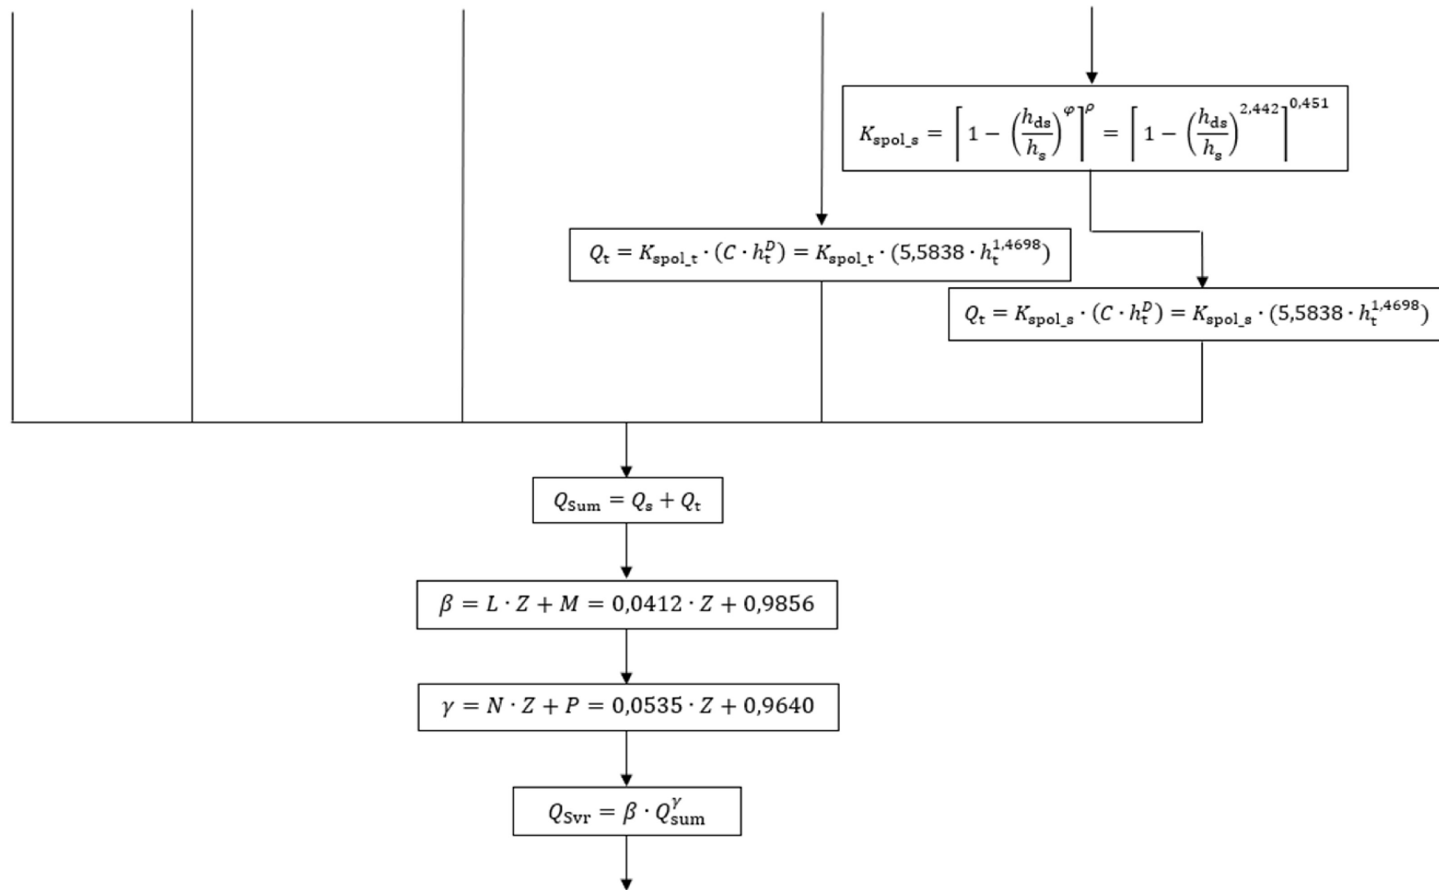 K_spol_s = ⌈1 − (h_ds/h_s)^φ⌉^ρ = ⌈1 − (h_ds/h_s)^2,442⌉^0,451
Q_t = K_spol_t · (C · h_t^D) = K_spol_t · (5,5838 · h_t^1,4698)
Q_t = K_spol_s · (C · h_t^D) = K_spol_s · (5,5838 · h_t^1,4698)
Q_Sum = Q_s + Q_t
β = L · Z + M = 0,0412 · Z + 0,9856
γ = N · Z + P = 0,0535 · Z + 0,9640
Q_Svr = β · Q_sum^γ